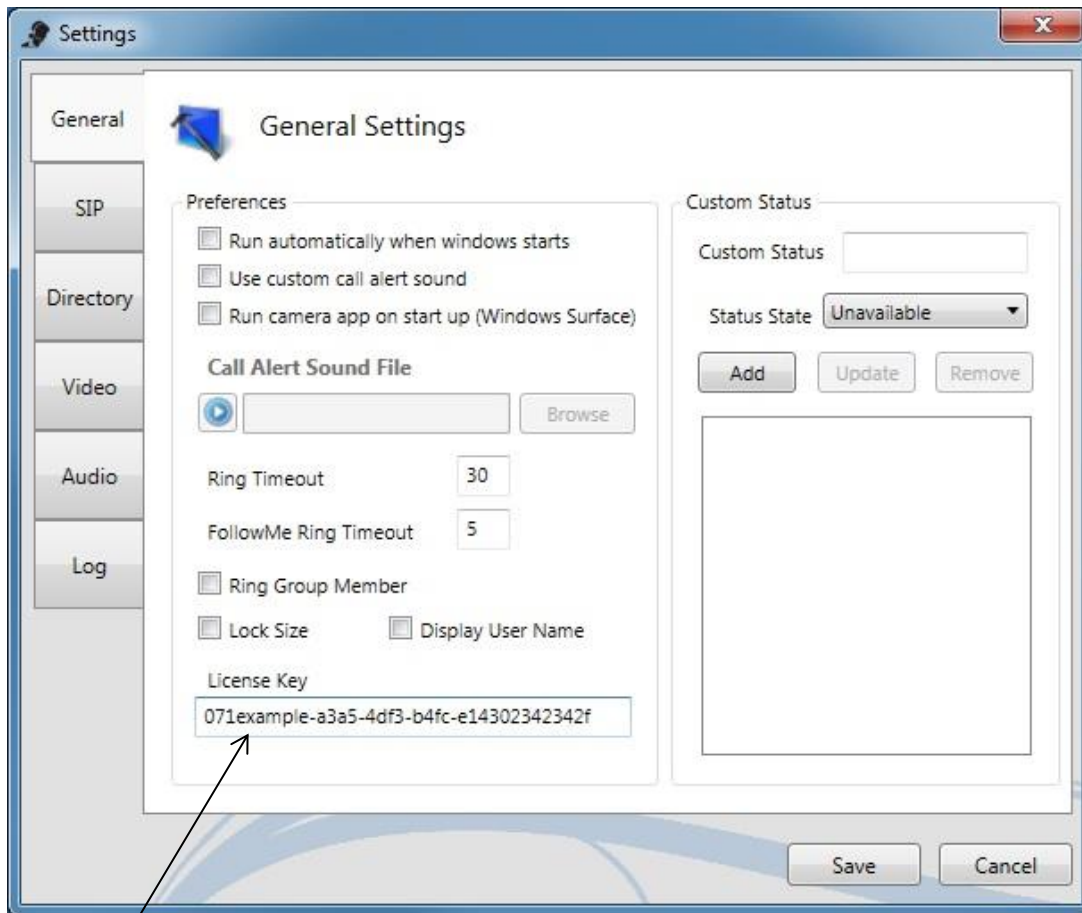 Settings
General
SIP
Directory
Video
Audio
Log
General Settings
Preferences
Run automatically when windows starts
Use custom call alert sound
Run camera app on start up (Windows Surface)
Call Alert Sound File
Browse
Ring Timeout 30
FollowMe Ring Timeout 5
Ring Group Member
Lock Size Display User Name
License Key
071example-a3a5-4df3-b4fc-e14302342342f
Custom Status
Custom Status
Status State Unavailable
Add Update Remove
Save Cancel